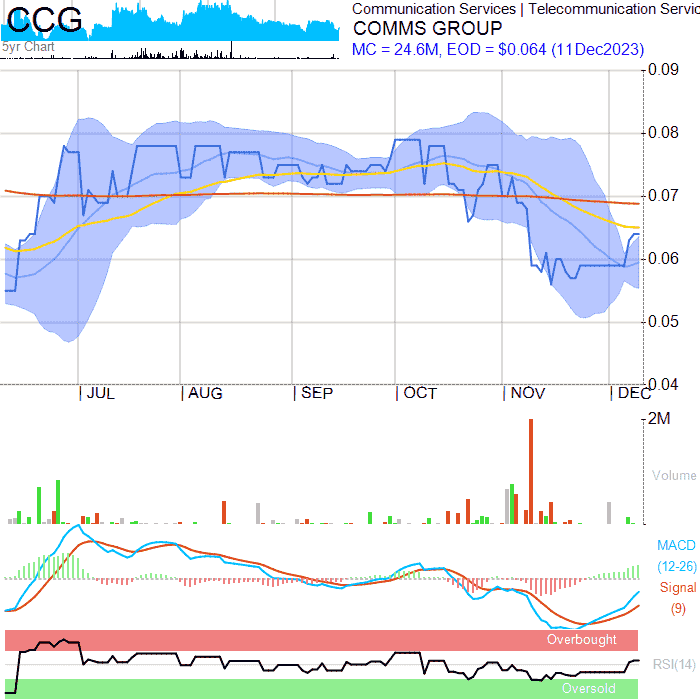 CCG
5yr Chart
Communication Services | Telecommunication Servic
COMMS GROUP
MC = 24.6M, EOD = $0.064 (11Dec2023)
0.09
0.08
0.07
0.06
0.05
0.04
JUL AUG SEP OCT NOV DEC
2M
Volume
MACD
(12-26)
Signal
(9)
Overbought
RSI(14)
Oversold